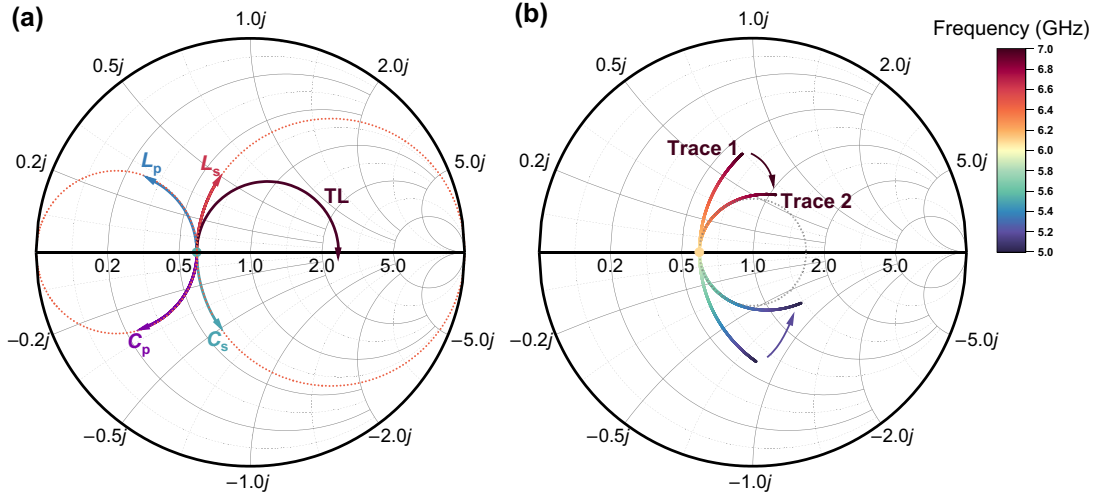 (a)
1.0j
0.5j
2.0j
0.2j
5.0j
Lp
Ls
TL
0.2
0.5
1.0
2.0
5.0
Cp
Cs
–0.2j
–5.0j
–0.5j
–2.0j
–1.0j
(b)
1.0j
0.5j
2.0j
0.2j
5.0j
Trace 1
Trace 2
0.2
0.5
1.0
2.0
5.0
–0.2j
–5.0j
–0.5j
–2.0j
–1.0j
Frequency (GHz)
7.0
6.8
6.6
6.4
6.2
6.0
5.8
5.6
5.4
5.2
5.0